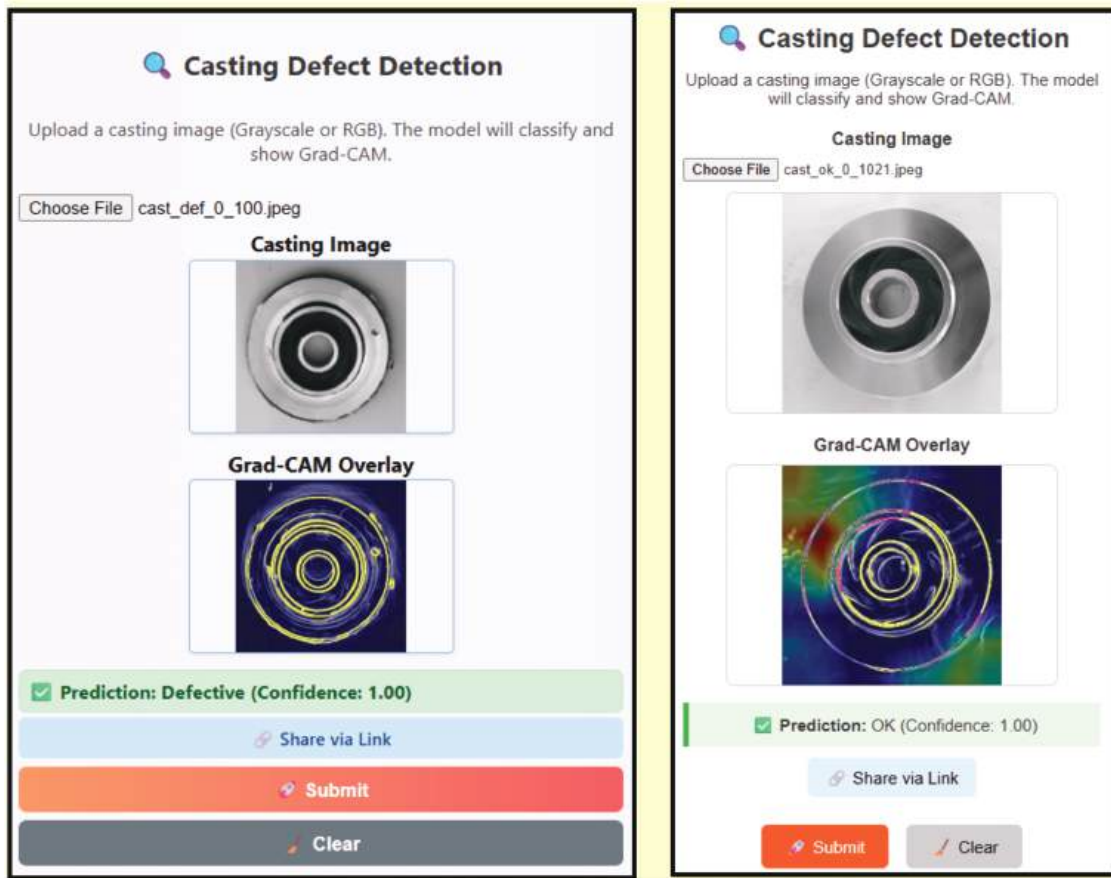 Casting Defect Detection
Upload a casting image (Grayscale or RGB). The model will classify and
show Grad-CAM.
Choose File cast_def_0_100.jpeg
Casting Image
Grad-CAM Overlay
Prediction: Defective (Confidence: 1.00)
Share via Link
Submit
Clear
Casting Defect Detection
Upload a casting image (Grayscale or RGB). The model
will classify and show Grad-CAM.
Casting Image
Choose File cast_ok_0_1021.jpeg
Grad-CAM Overlay
Prediction: OK (Confidence: 1.00)
Share via Link
Submit
Clear